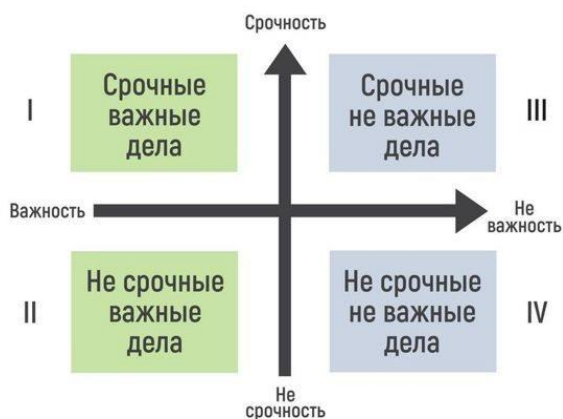 Срочность
I
Срочные
важные
дела
Срочные
не важные
дела
III
Важность
Не
важность
II
Не срочные
важные
дела
Не срочные
не важные
дела
IV
Не
срочность